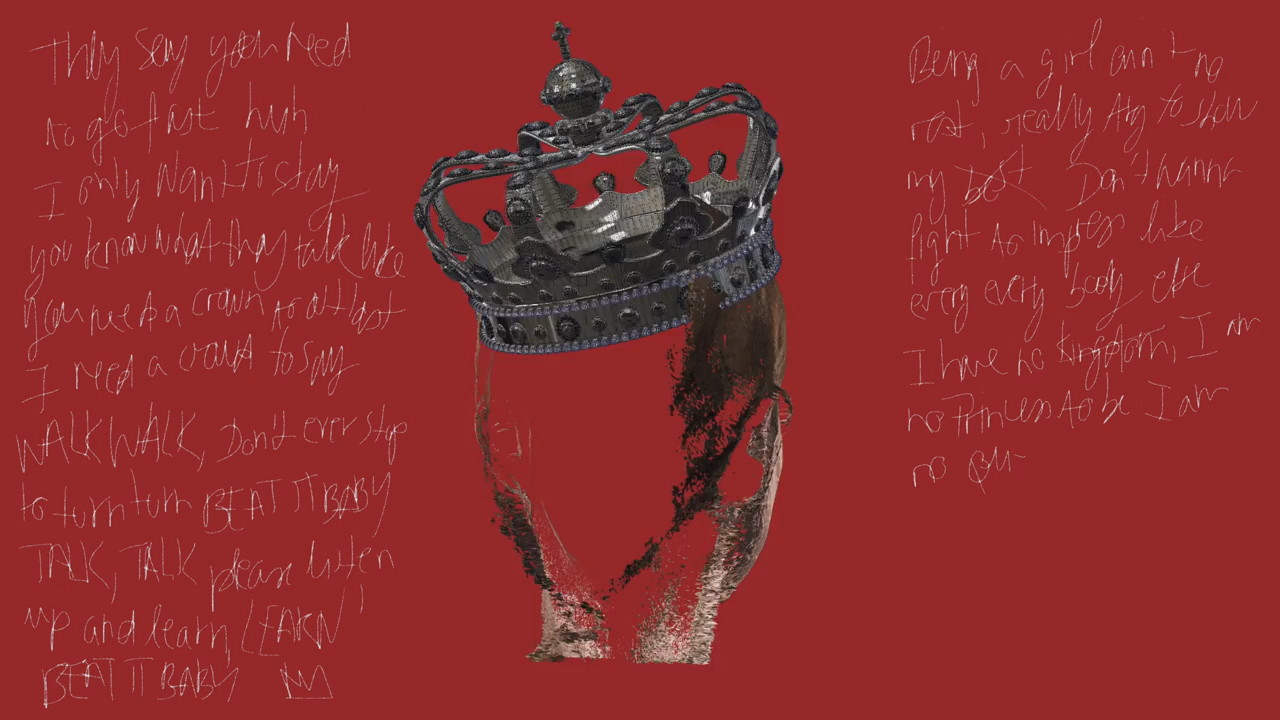 They say you need
to go fast huh
I only want to stay
you know what they talk like
you need a crown to at last
I need a crowd to say
WALK WALK, Don't ever stop
to turn turn BEAT IT BABY
TALK, TALK please listen
up and learn, LEARN
BEAT IT BABY
Being a girl ain't no
rest, really try to show
my best Don't wanna
fight to impress like
every every body else
I have no kingdom, I am
no Princess to be I am
no Qu